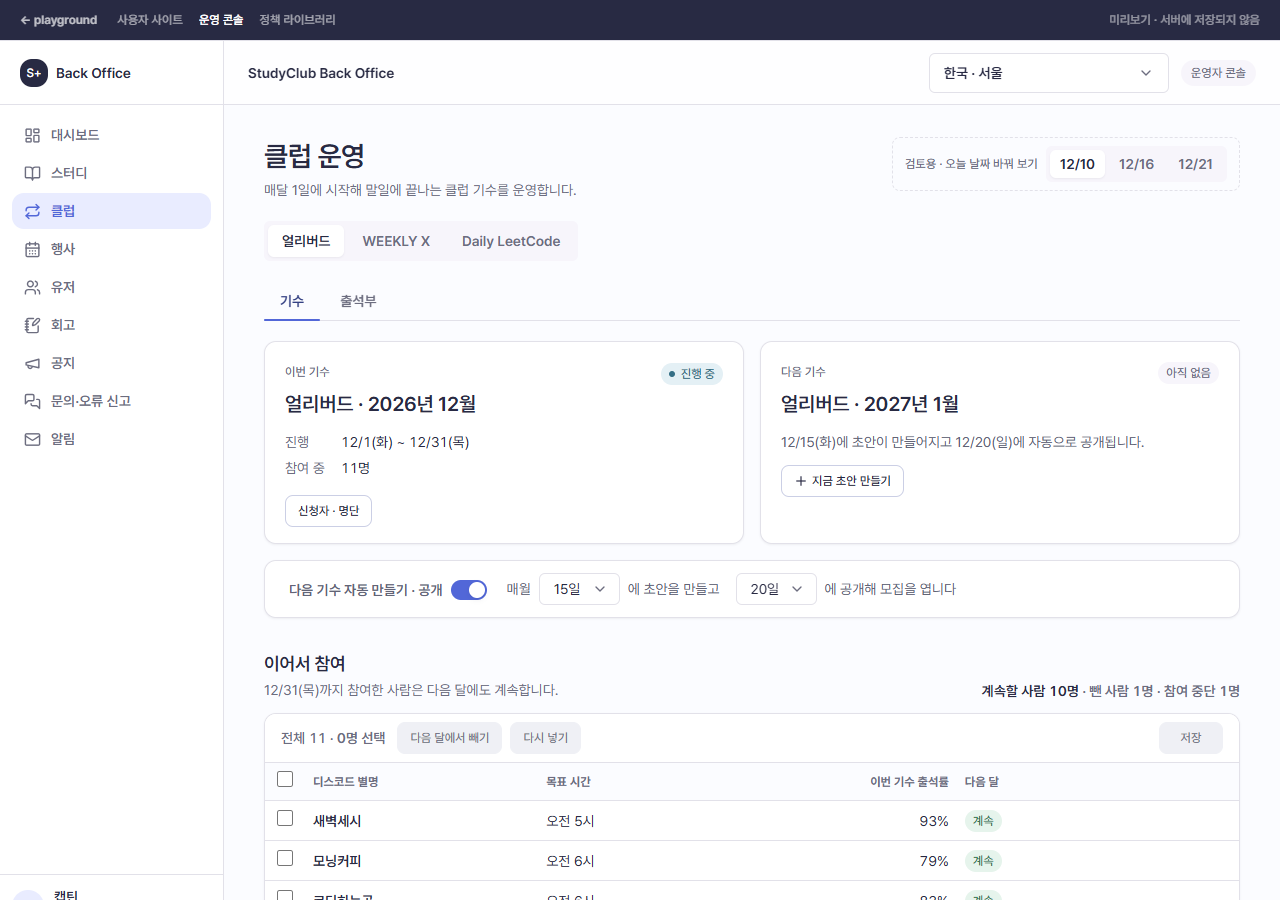 ← playground 사용자 사이트 운영 콘솔 정책 라이브러리 미리보기 · 서버에 저장되지 않음
S+ Back Office
StudyClub Back Office 한국 · 서울 운영자 콘솔
대시보드
스터디
클럽
행사
유저
회고
공지
문의·오류 신고
알림
캡틴
클럽 운영
매달 1일에 시작해 말일에 끝나는 클럽 기수를 운영합니다.
검토용 · 오늘 날짜 바꿔 보기 12/10 12/16 12/21
얼리버드 WEEKLY X Daily LeetCode
기수 출석부
이번 기수 진행 중
얼리버드 · 2026년 12월
진행 12/1(화) ~ 12/31(목)
참여 중 11명
신청자 · 명단
다음 기수 아직 없음
얼리버드 · 2027년 1월
12/15(화)에 초안이 만들어지고 12/20(일)에 자동으로 공개됩니다.
+ 지금 초안 만들기
다음 기수 자동 만들기 · 공개 매월 15일 에 초안을 만들고 20일 에 공개해 모집을 엽니다
이어서 참여
12/31(목)까지 참여한 사람은 다음 달에도 계속합니다.
계속할 사람 10명 · 뺀 사람 1명 · 참여 중단 1명
전체 11 · 0명 선택 다음 달에서 빼기 다시 넣기 저장
디스코드 별명 목표 시간 이번 기수 출석률 다음 달
새벽세시 오전 5시 93% 계속
모닝커피 오전 6시 79% 계속